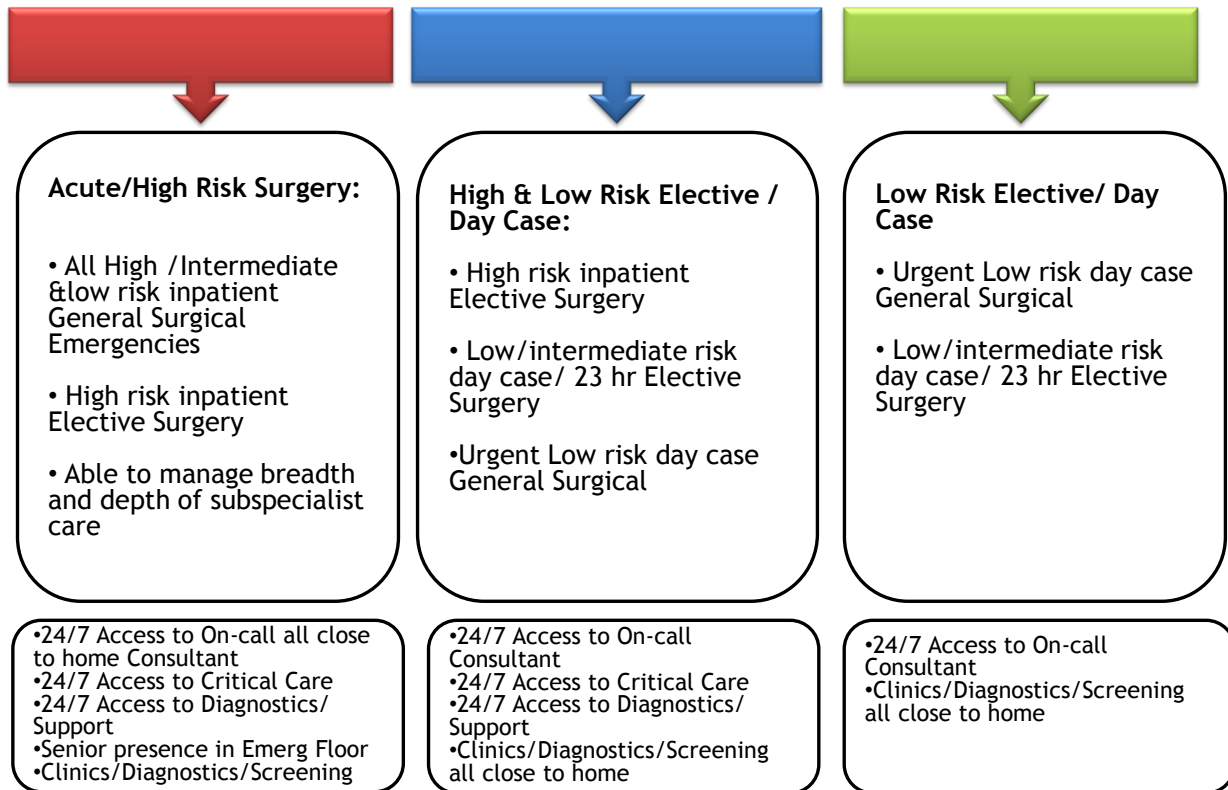 Acute/High Risk Surgery:
• All High /Intermediate
&low risk inpatient
General Surgical
Emergencies
• High risk inpatient
Elective Surgery
• Able to manage breadth
and depth of subspecialist
care
High & Low Risk Elective /
Day Case:
• High risk inpatient
Elective Surgery
• Low/intermediate risk
day case/ 23 hr Elective
Surgery
•Urgent Low risk day case
General Surgical
Low Risk Elective/ Day
Case
• Urgent Low risk day case
General Surgical
• Low/intermediate risk
day case/ 23 hr Elective
Surgery
•24/7 Access to On-call all close
to home Consultant
•24/7 Access to Critical Care
•24/7 Access to Diagnostics/
Support
•Senior presence in Emerg Floor
•Clinics/Diagnostics/Screening
•24/7 Access to On-call
Consultant
•24/7 Access to Critical Care
•24/7 Access to Diagnostics/
Support
•Clinics/Diagnostics/Screening
all close to home
•24/7 Access to On-call
Consultant
•Clinics/Diagnostics/Screening
all close to home